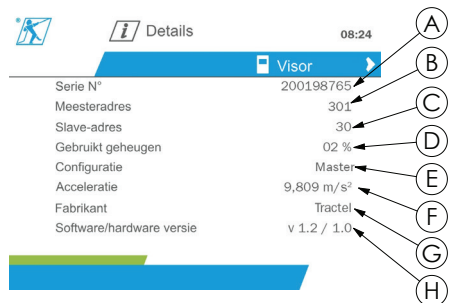 i Details 08:24 A
Visor B
Serie N° 200198765
Meesteradres 301 C
Slave-adres 30
Gebruikt geheugen 02 % D
Configuratie Master E
Acceleratie 9,809 m/s² F
Fabrikant Tractel
Software/hardware versie v 1.2 / 1.0 G
H